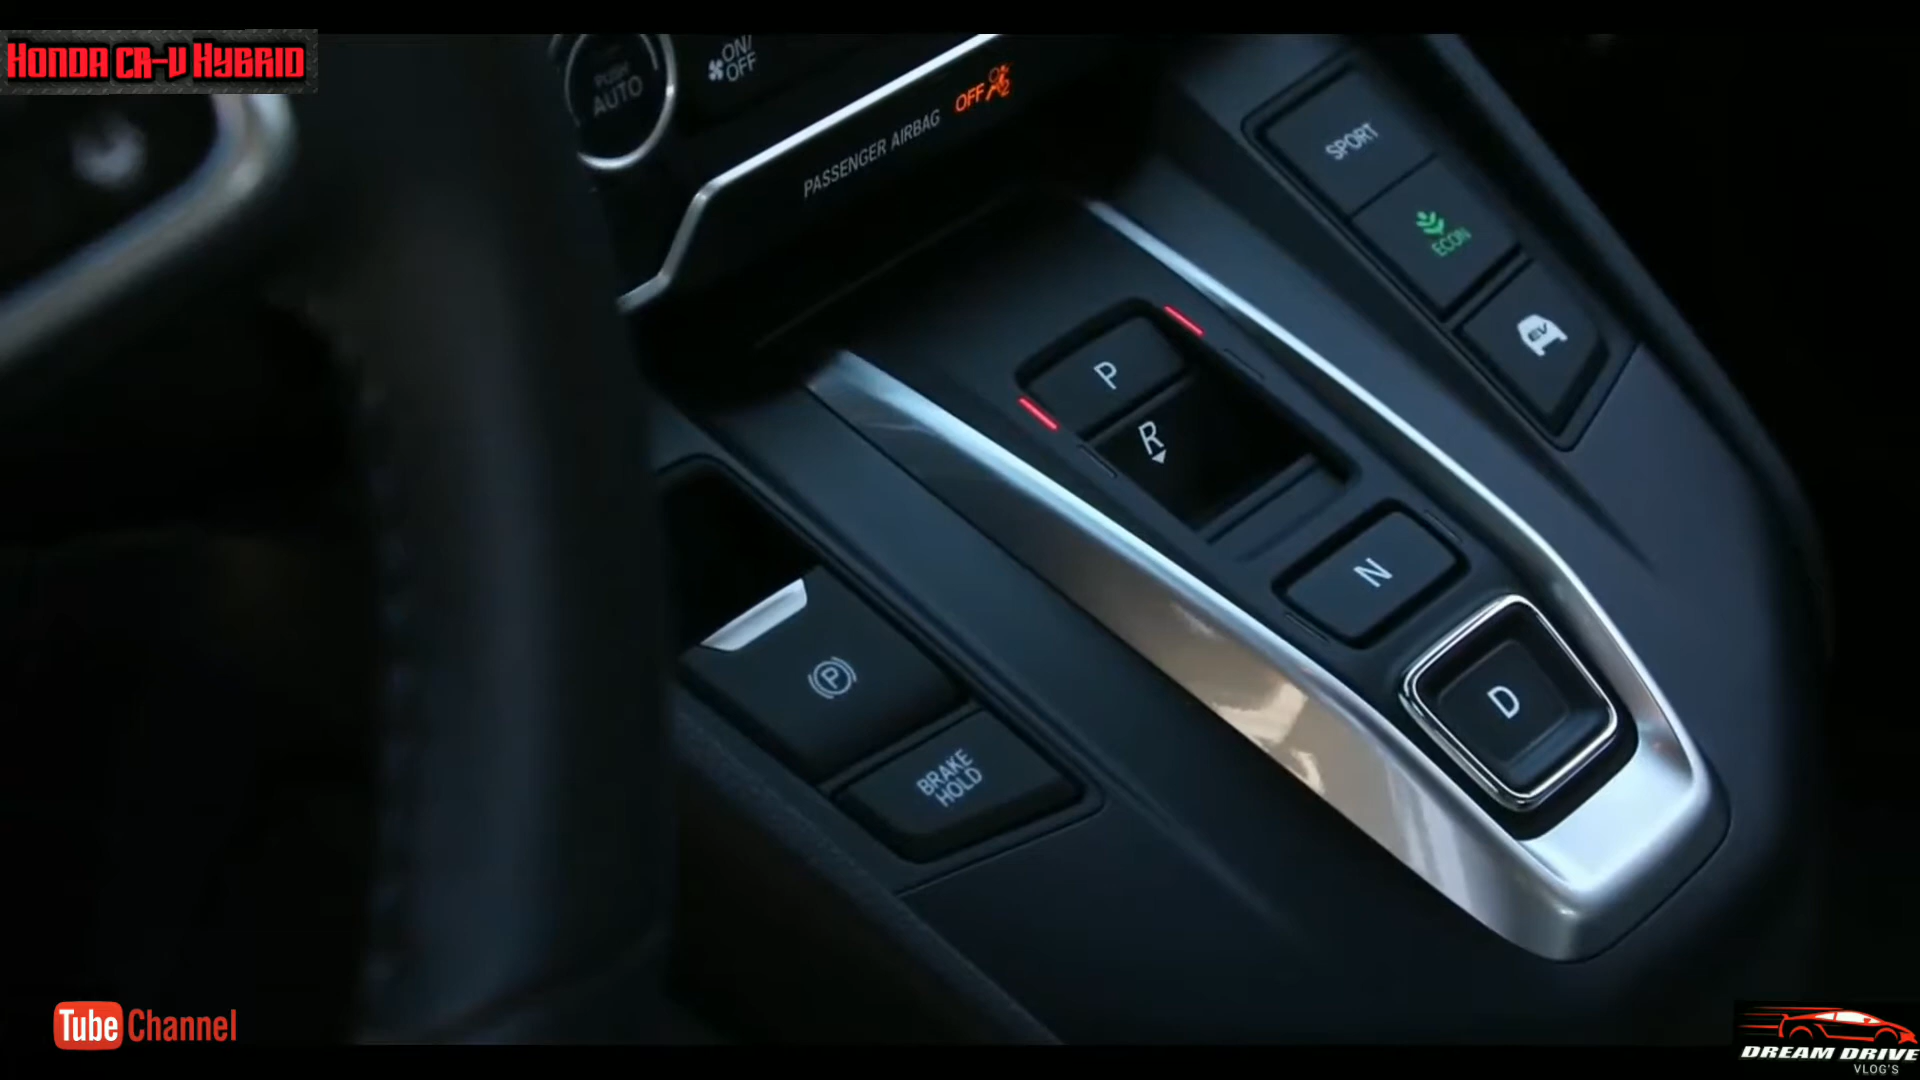 HONDA CR-V HYBRID
PUSH
AUTO
ON/
OFF
PASSENGER AIRBAG OFF
SPORT
ECON
EV
P
R
N
D
P
BRAKE
HOLD
Tube Channel
DREAM DRIVE
VLOG'S